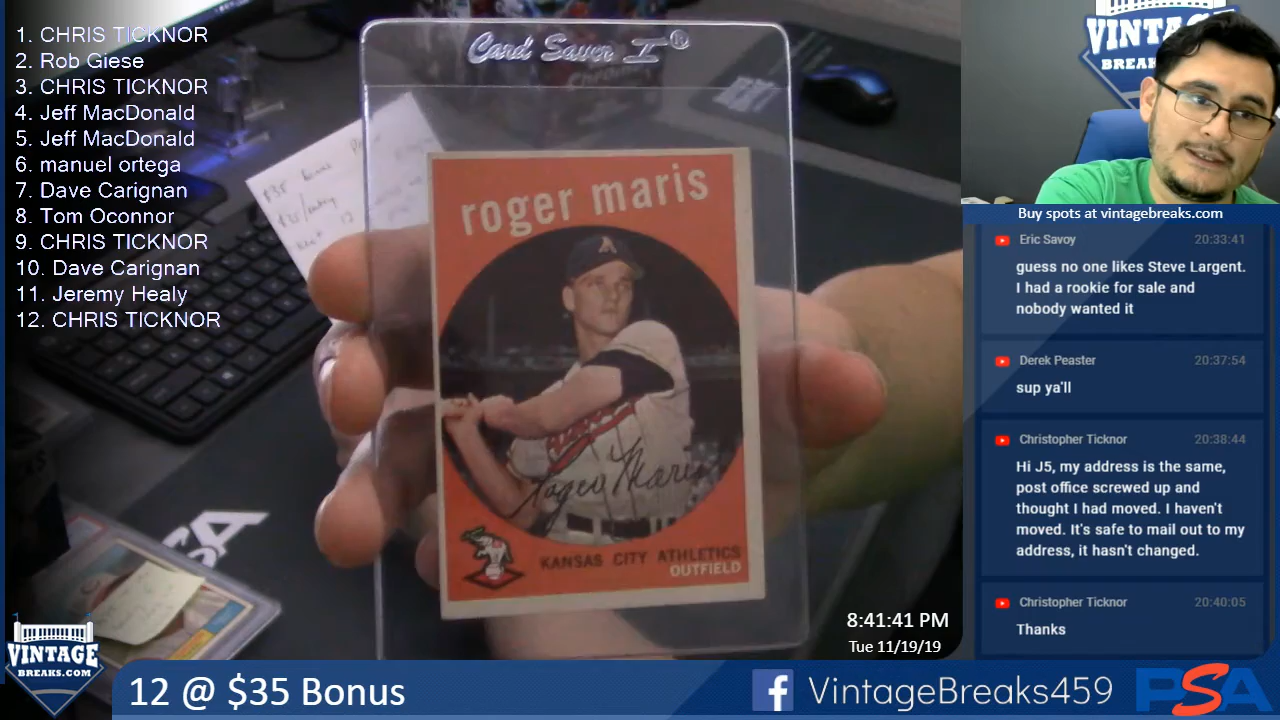 1. CHRIS TICKNOR
2. Rob Giese
3. CHRIS TICKNOR
4. Jeff MacDonald
5. Jeff MacDonald
6. manuel ortega
7. Dave Carignan
8. Tom Oconnor
9. CHRIS TICKNOR
10. Dave Carignan
11. Jeremy Healy
12. CHRIS TICKNOR
Card Saver I®
$35 Bonus
12
roger maris
A
Roger Maris
KANSAS CITY ATHLETICS
OUTFIELD
PSA
8:41:41 PM
Tue 11/19/19
VINTAGE
BREAKS.COM
12 @ $35 Bonus
f VintageBreaks459
PSA
VINTAGE
BREAKS
Buy spots at vintagebreaks.com
Eric Savoy 20:33:41
guess no one likes Steve Largent.
I had a rookie for sale and
nobody wanted it
Derek Peaster 20:37:54
sup ya'll
Christopher Ticknor 20:38:44
Hi J5, my address is the same,
post office screwed up and
thought I had moved. I haven't
moved. It's safe to mail out to my
address, it hasn't changed.
Christopher Ticknor 20:40:05
Thanks